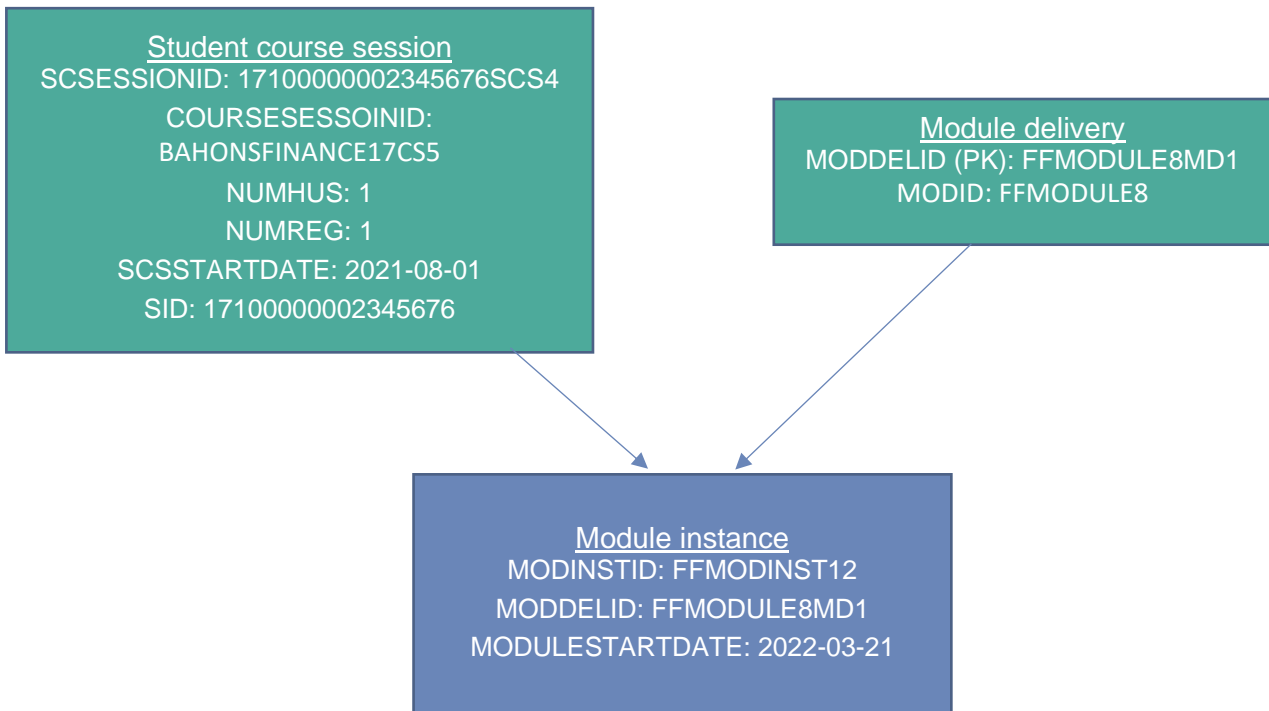 Student course session
SCSESSIONID: 17100000002345676SCS4
COURSESESSOINID:
BAHONSFINANCE17CS5
NUMHUS: 1
NUMREG: 1
SCSSTARTDATE: 2021-08-01
SID: 17100000002345676
Module delivery
MODDELID (PK): FFMODULE8MD1
MODID: FFMODULE8
Module instance
MODINSTID: FFMODINST12
MODDELID: FFMODULE8MD1
MODULESTARTDATE: 2022-03-21